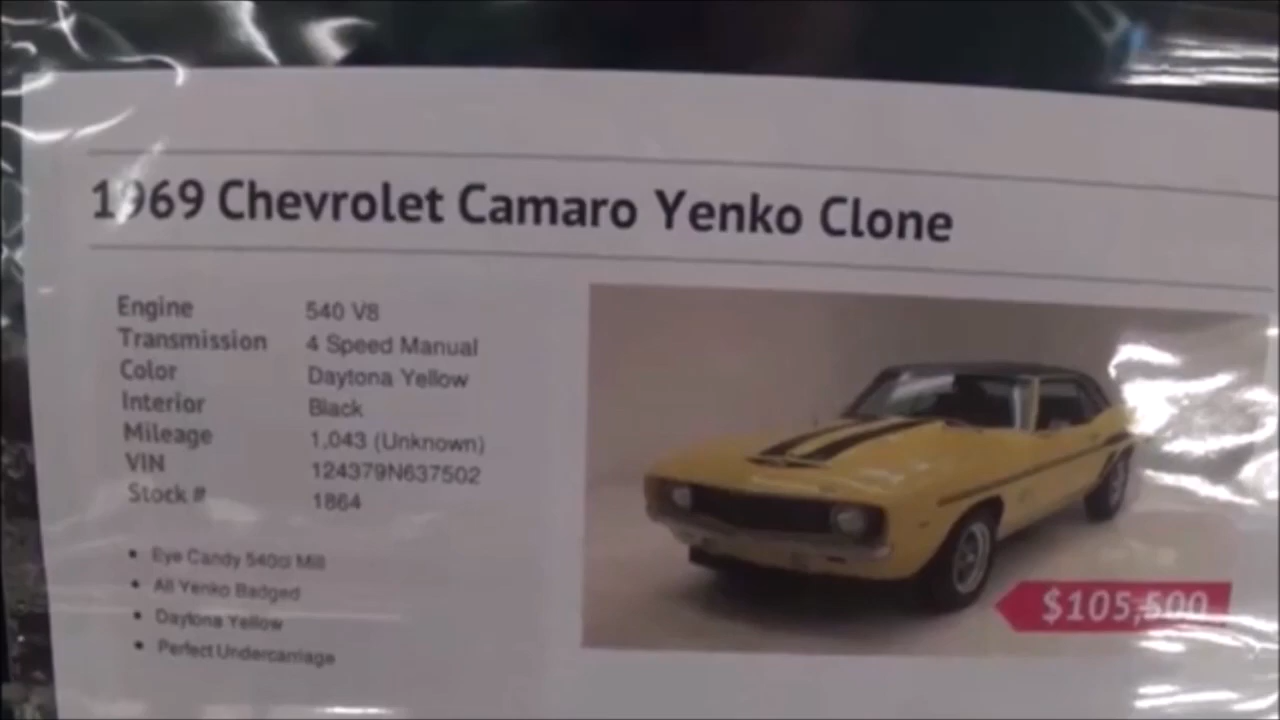 1969 Chevrolet Camaro Yenko Clone
Engine 540 V8
Transmission 4 Speed Manual
Color Daytona Yellow
Interior Black
Mileage 1,043 (Unknown)
VIN 124379N637502
Stock # 1864
• Eye Candy 540ci Mill
• All Yenko Badged
• Daytona Yellow
• Perfect Undercarriage
$105,500